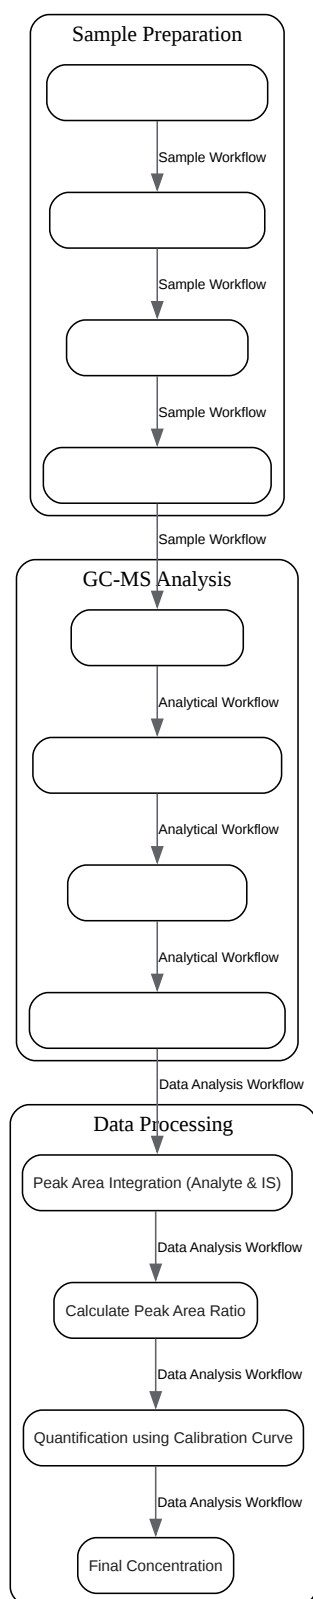 Sample Preparation
Sample Workflow
Sample Workflow
Sample Workflow
Sample Workflow
GC-MS Analysis
Analytical Workflow
Analytical Workflow
Analytical Workflow
Data Analysis Workflow
Data Processing
Peak Area Integration (Analyte & IS)
Data Analysis Workflow
Calculate Peak Area Ratio
Data Analysis Workflow
Quantification using Calibration Curve
Data Analysis Workflow
Final Concentration